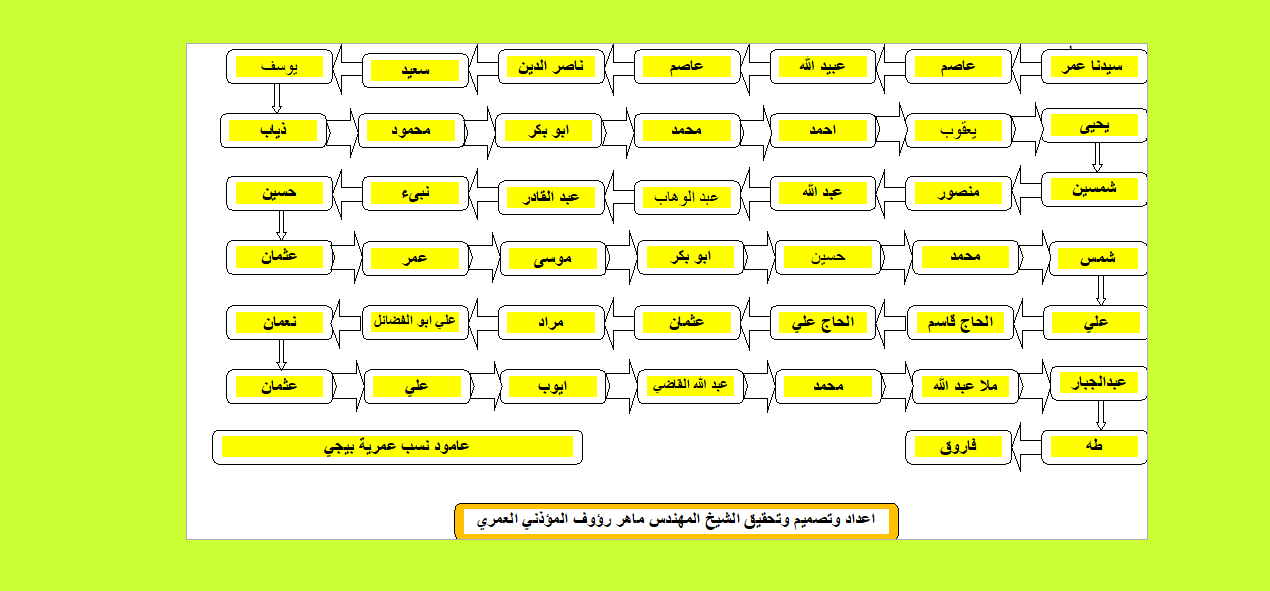 سيدنا عمر
عاصم
عبيد الله
عاصم
ناصر الدين
سعيد
يوسف
ذياب
محمود
ابو بكر
محمد
احمد
يعقوب
يحيى
شمسين
منصور
عبد الله
عبد الوهاب
عبد القادر
نبىء
حسين
عثمان
عمر
موسى
ابو بكر
حسين
محمد
شمس
علي
الحاج قاسم
الحاج علي
عثمان
مراد
علي ابو الفضائل
نعمان
عثمان
علي
ايوب
عبد الله القاضي
محمد
ملا عبد الله
عبدالجبار
طه
فاروق
عامود نسب عمرية بيجي
اعداد وتصميم وتحقيق الشيخ المهندس ماهر رؤوف المؤذني العمري